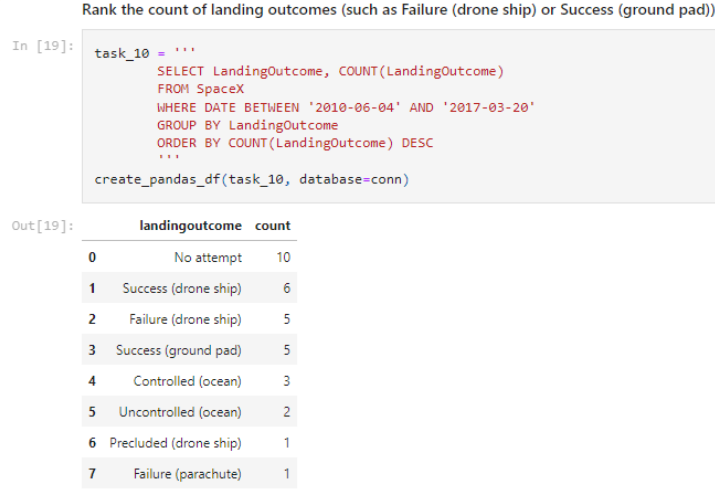 Rank the count of landing outcomes (such as Failure (drone ship) or Success (ground pad))
In [19]:
task_10 = '''
SELECT LandingOutcome, COUNT(LandingOutcome)
FROM SpaceX
WHERE DATE BETWEEN '2010-06-04' AND '2017-03-20'
GROUP BY LandingOutcome
ORDER BY COUNT(LandingOutcome) DESC
'''
create_pandas_df(task_10, database=conn)
Out[19]:
landingoutcome count
0 No attempt 10
1 Success (drone ship) 6
2 Failure (drone ship) 5
3 Success (ground pad) 5
4 Controlled (ocean) 3
5 Uncontrolled (ocean) 2
6 Precluded (drone ship) 1
7 Failure (parachute) 1